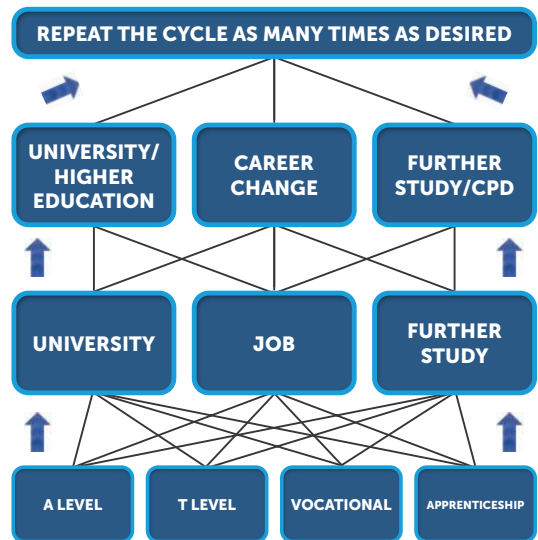 REPEAT THE CYCLE AS MANY TIMES AS DESIRED
UNIVERSITY/
HIGHER
EDUCATION
CAREER
CHANGE
FURTHER
STUDY/CPD
UNIVERSITY
JOB
FURTHER
STUDY
A LEVEL
T LEVEL
VOCATIONAL
APPRENTICESHIP